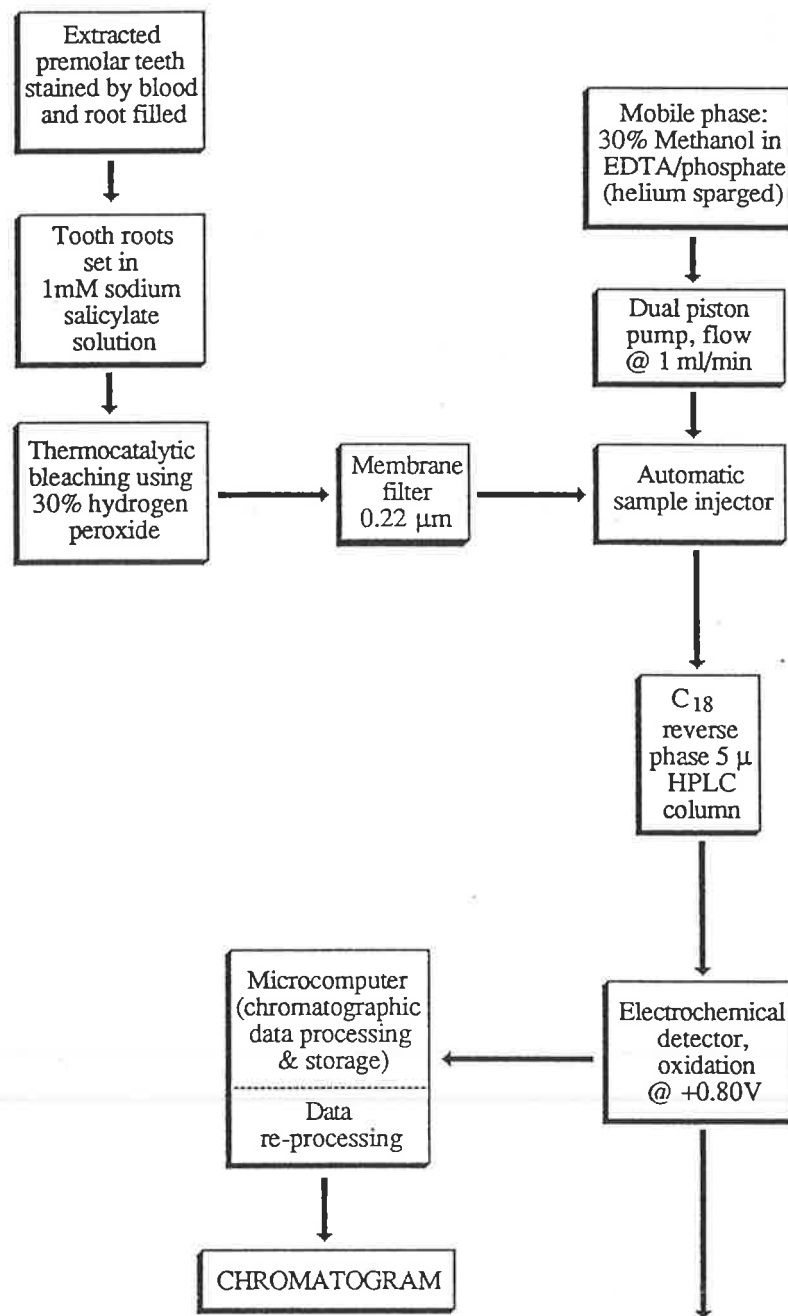 Extracted
premolar teeth
stained by blood
and root filled
Tooth roots
set in
1mM sodium
salicylate
solution
Thermocatalytic
bleaching using
30% hydrogen
peroxide
Membrane
filter
0.22 μm
Mobile phase:
30% Methanol in
EDTA/phosphate
(helium sparged)
Dual piston
pump, flow
@ 1 ml/min
Automatic
sample injector
C18
reverse
phase 5 μ
HPLC
column
Electrochemical
detector,
oxidation
@ +0.80V
Microcomputer
(chromatographic
data processing
& storage)
Data
re-processing
CHROMATOGRAM